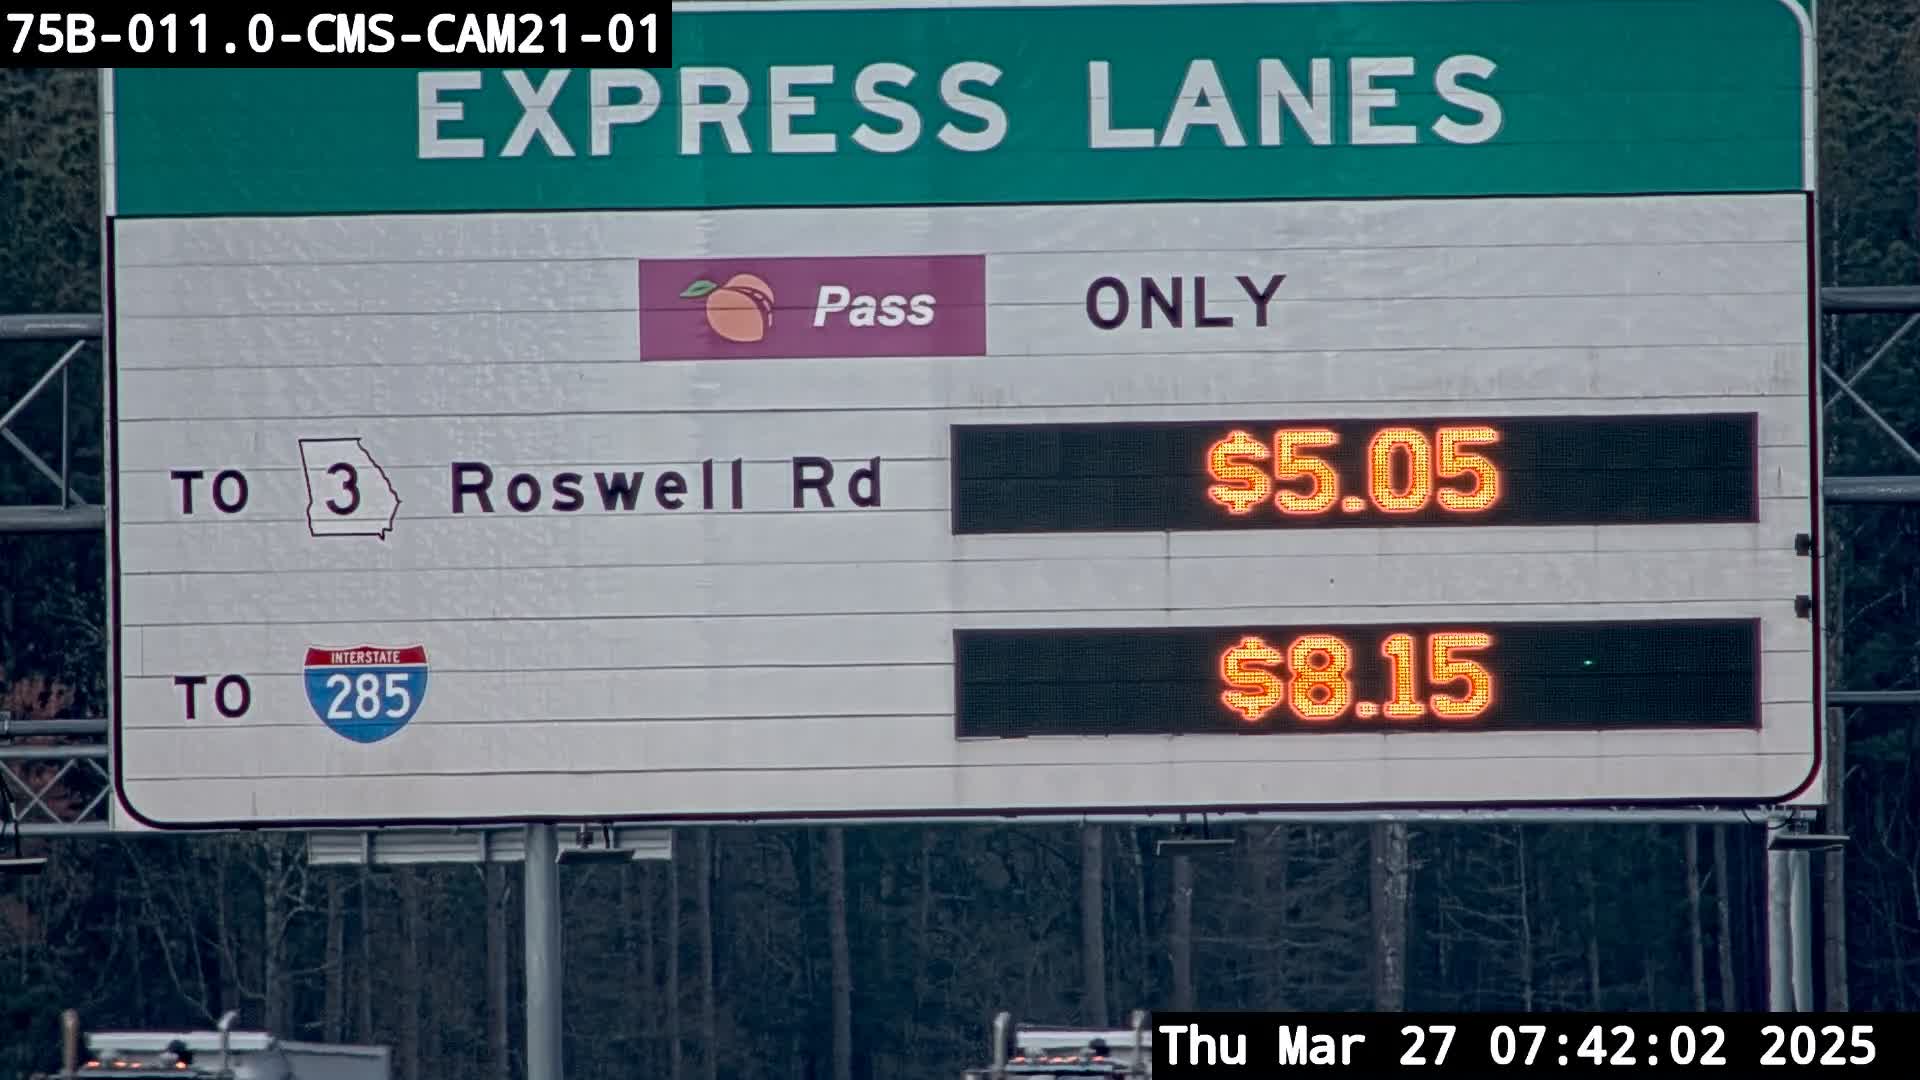 75B-011.0-CMS-CAM21-01
EXPRESS LANES
Pass ONLY
TO 3 Roswell Rd $5.05
INTERSTATE
TO 285 $8.15
Thu Mar 27 07:42:02 2025